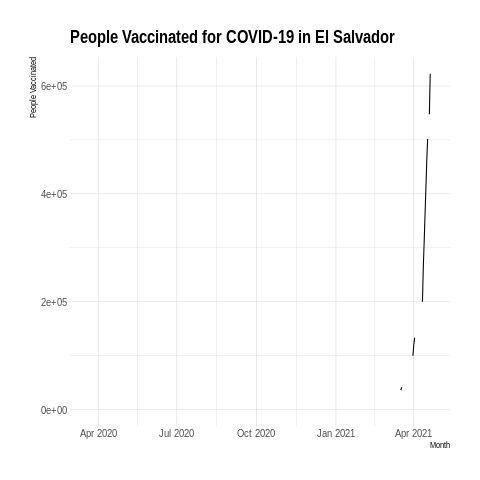 People Vaccinated for COVID-19 in El Salvador
People Vaccinated
6e+05
4e+05
2e+05
0e+00
Apr 2020 Jul 2020 Oct 2020 Jan 2021 Apr 2021
Month